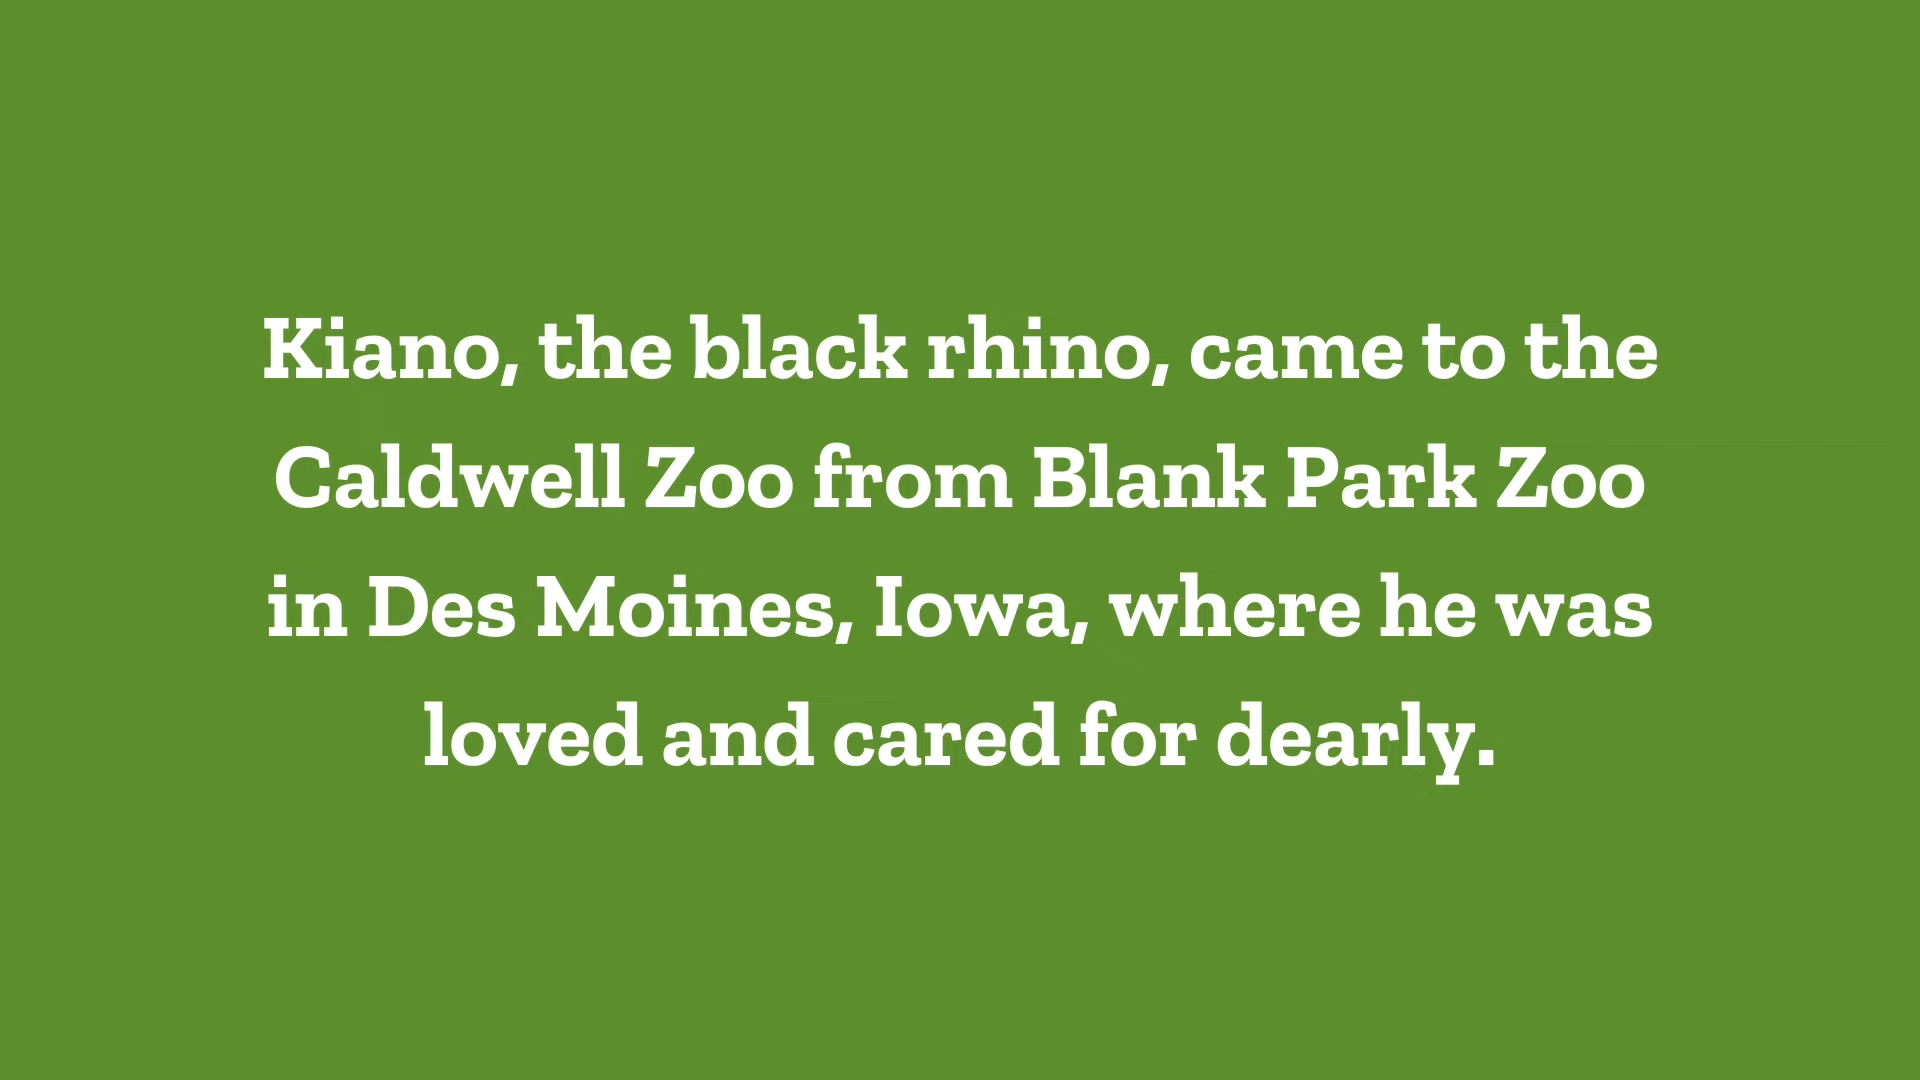 Kiano, the black rhino, came to the
Caldwell Zoo from Blank Park Zoo
in Des Moines, Iowa, where he was
loved and cared for dearly.